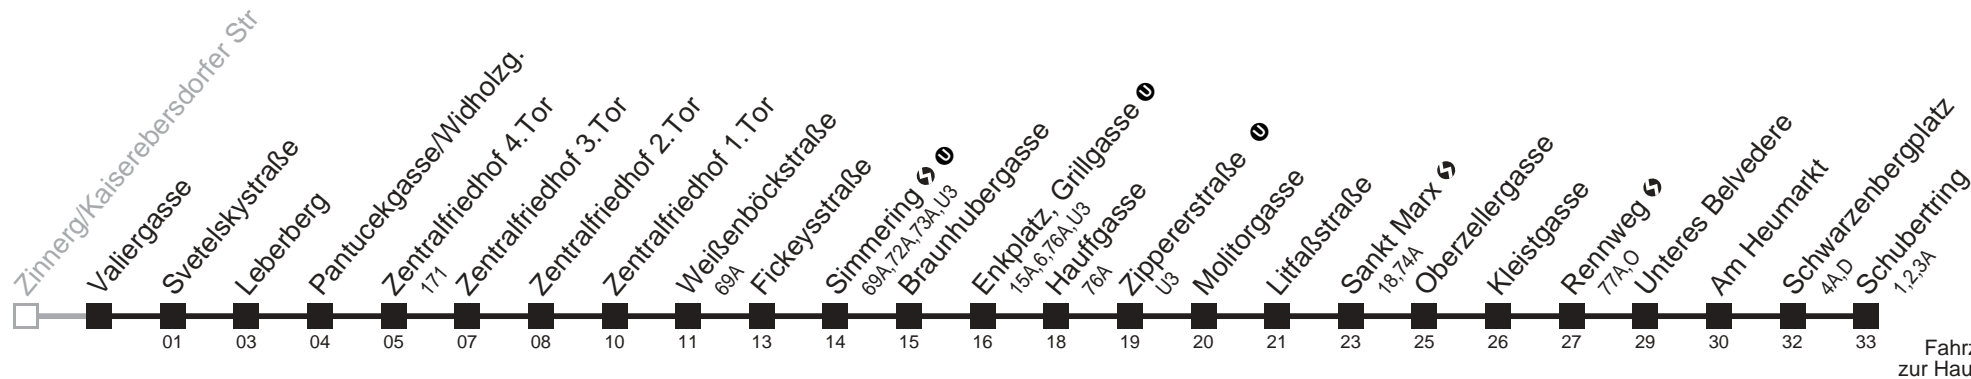 Zinnerg/Kaiserebersdorfer Str
Valiergasse
Svetelskystraße
Leberberg
Pantucekgasse/Widholzg.
Zentralfriedhof 4.Tor
171
Zentralfriedhof 3.Tor
Zentralfriedhof 2.Tor
Zentralfriedhof 1.Tor
Weißenböckstraße
69A
Fickeysstraße
Simmering S U
69A,72A,73A,U3
Braunhubergasse
Enkplatz, Grillgasse U
15A,6,76A,U3
Hauffgasse
76A
Zippererstraße U
U3
Molitorgasse
Litfaßstraße
Sankt Marx S
18,74A
Oberzellergasse
Kleistgasse
Rennweg S
77A,O
Unteres Belvedere
Am Heumarkt
Schwarzenbergplatz
4A,D
Schubertring
1,2,3A
01 03 04 05 07 08 10 11 13 14 15 16 18 19 20 21 23 25 26 27 29 30 32 33
zur